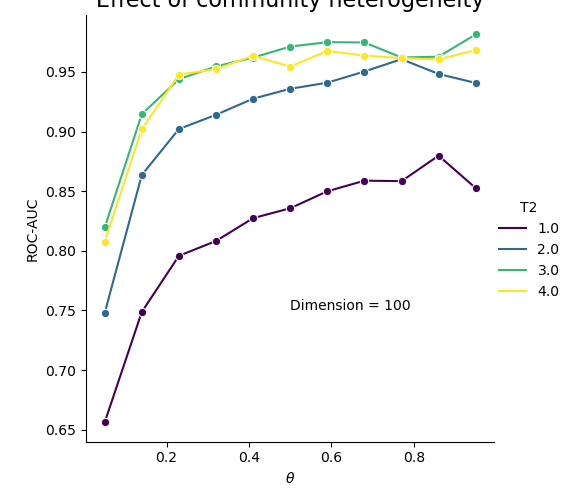 Effect of community heterogeneity
ROC-AUC
0.95
0.90
0.85
0.80
0.75
0.70
0.65
Dimension = 100
T2
1.0
2.0
3.0
4.0
0.2 0.4 0.6 0.8
θ